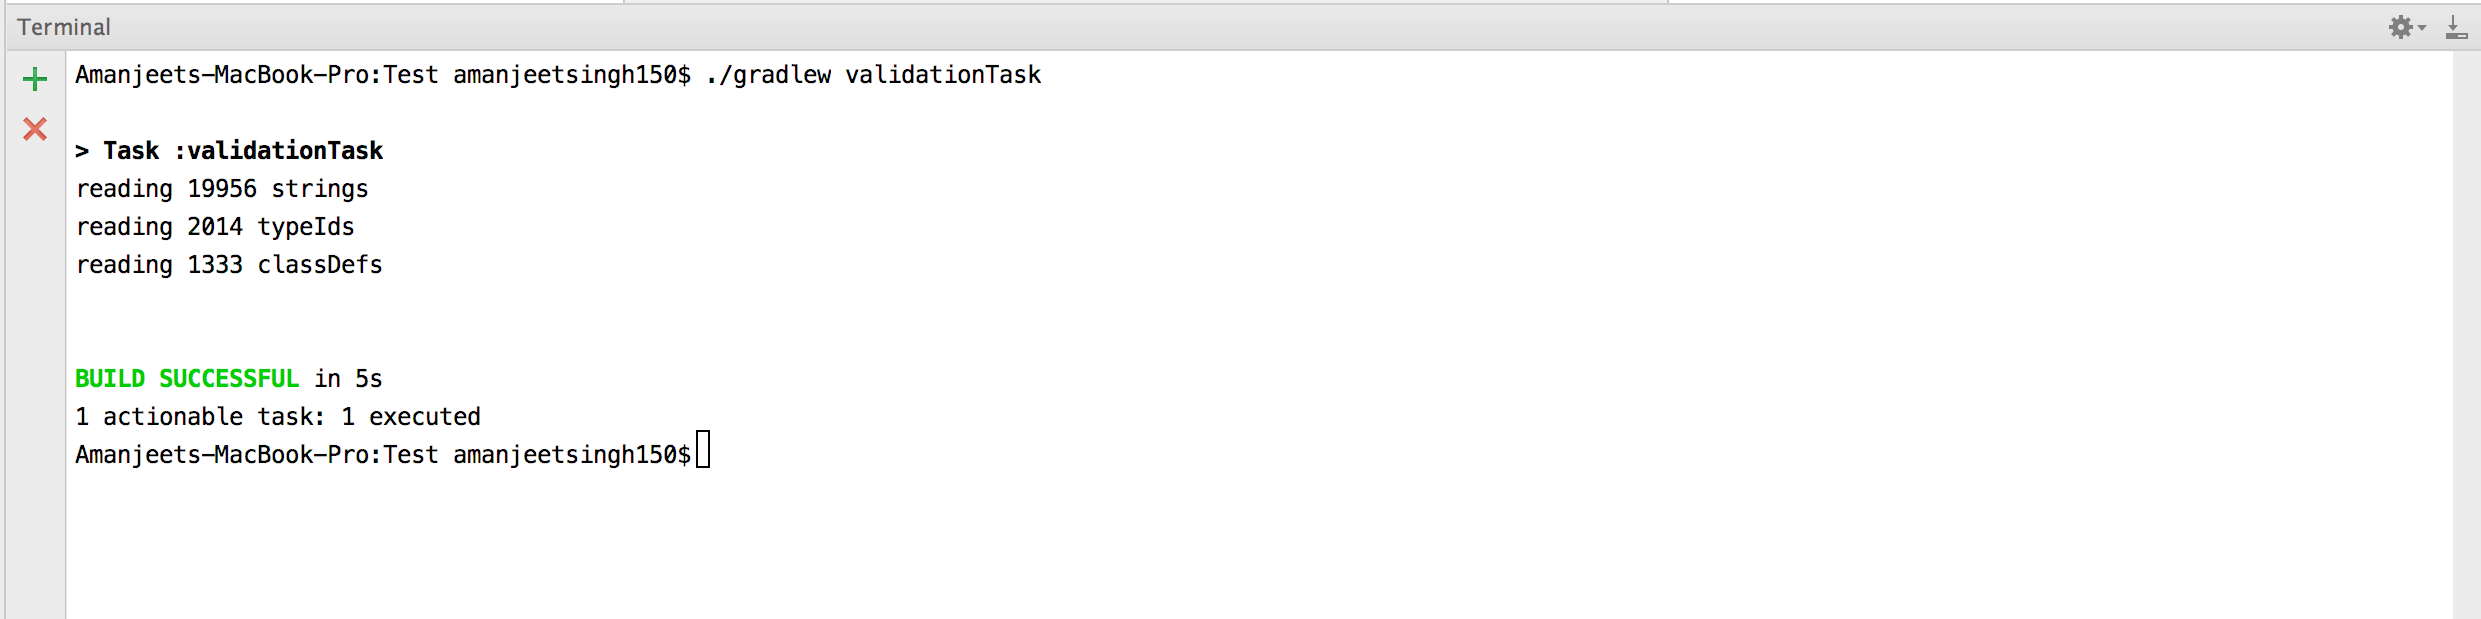 Terminal
Amanjeets-MacBook-Pro:Test amanjeetsingh150$ ./gradlew validationTask
> Task :validationTask
reading 19956 strings
reading 2014 typeIds
reading 1333 classDefs
BUILD SUCCESSFUL in 5s
1 actionable task: 1 executed
Amanjeets-MacBook-Pro:Test amanjeetsingh150$